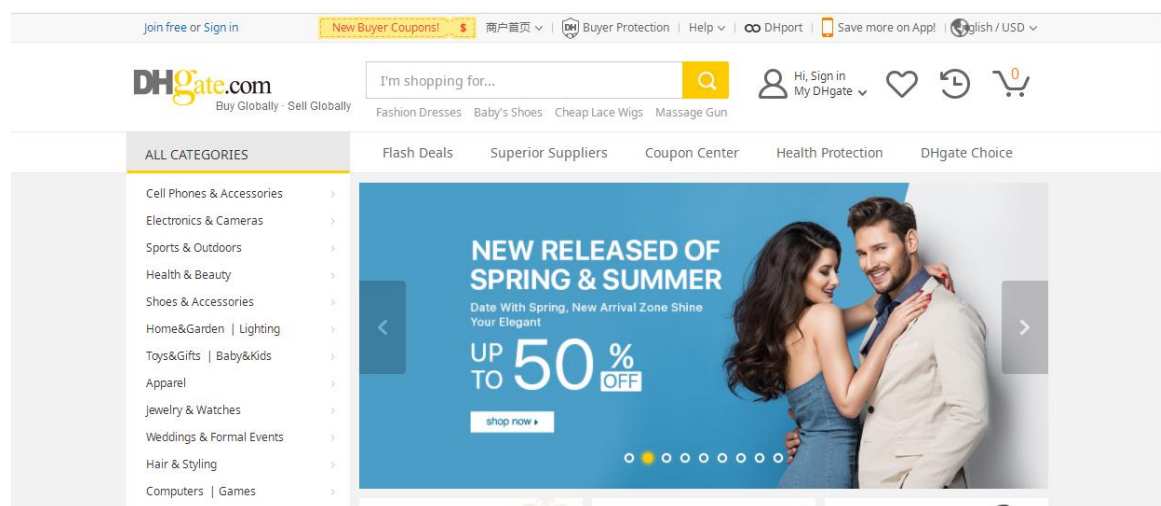 Join free or Sign in
New Buyer Coupons! $
商户首页
Buyer Protection
Help
DHport
Save more on App!
glish / USD
DHgate.com
Buy Globally · Sell Globally
I'm shopping for...
Hi, Sign in
My DHgate
0
Fashion Dresses Baby's Shoes Cheap Lace Wigs Massage Gun
ALL CATEGORIES
Flash Deals
Superior Suppliers
Coupon Center
Health Protection
DHgate Choice
Cell Phones & Accessories
Electronics & Cameras
Sports & Outdoors
Health & Beauty
Shoes & Accessories
Home&Garden | Lighting
Toys&Gifts | Baby&Kids
Apparel
Jewelry & Watches
Weddings & Formal Events
Hair & Styling
Computers | Games
NEW RELEASED OF
SPRING & SUMMER
Date With Spring, New Arrival Zone Shine
Your Elegant
UP TO 50 % OFF
shop now